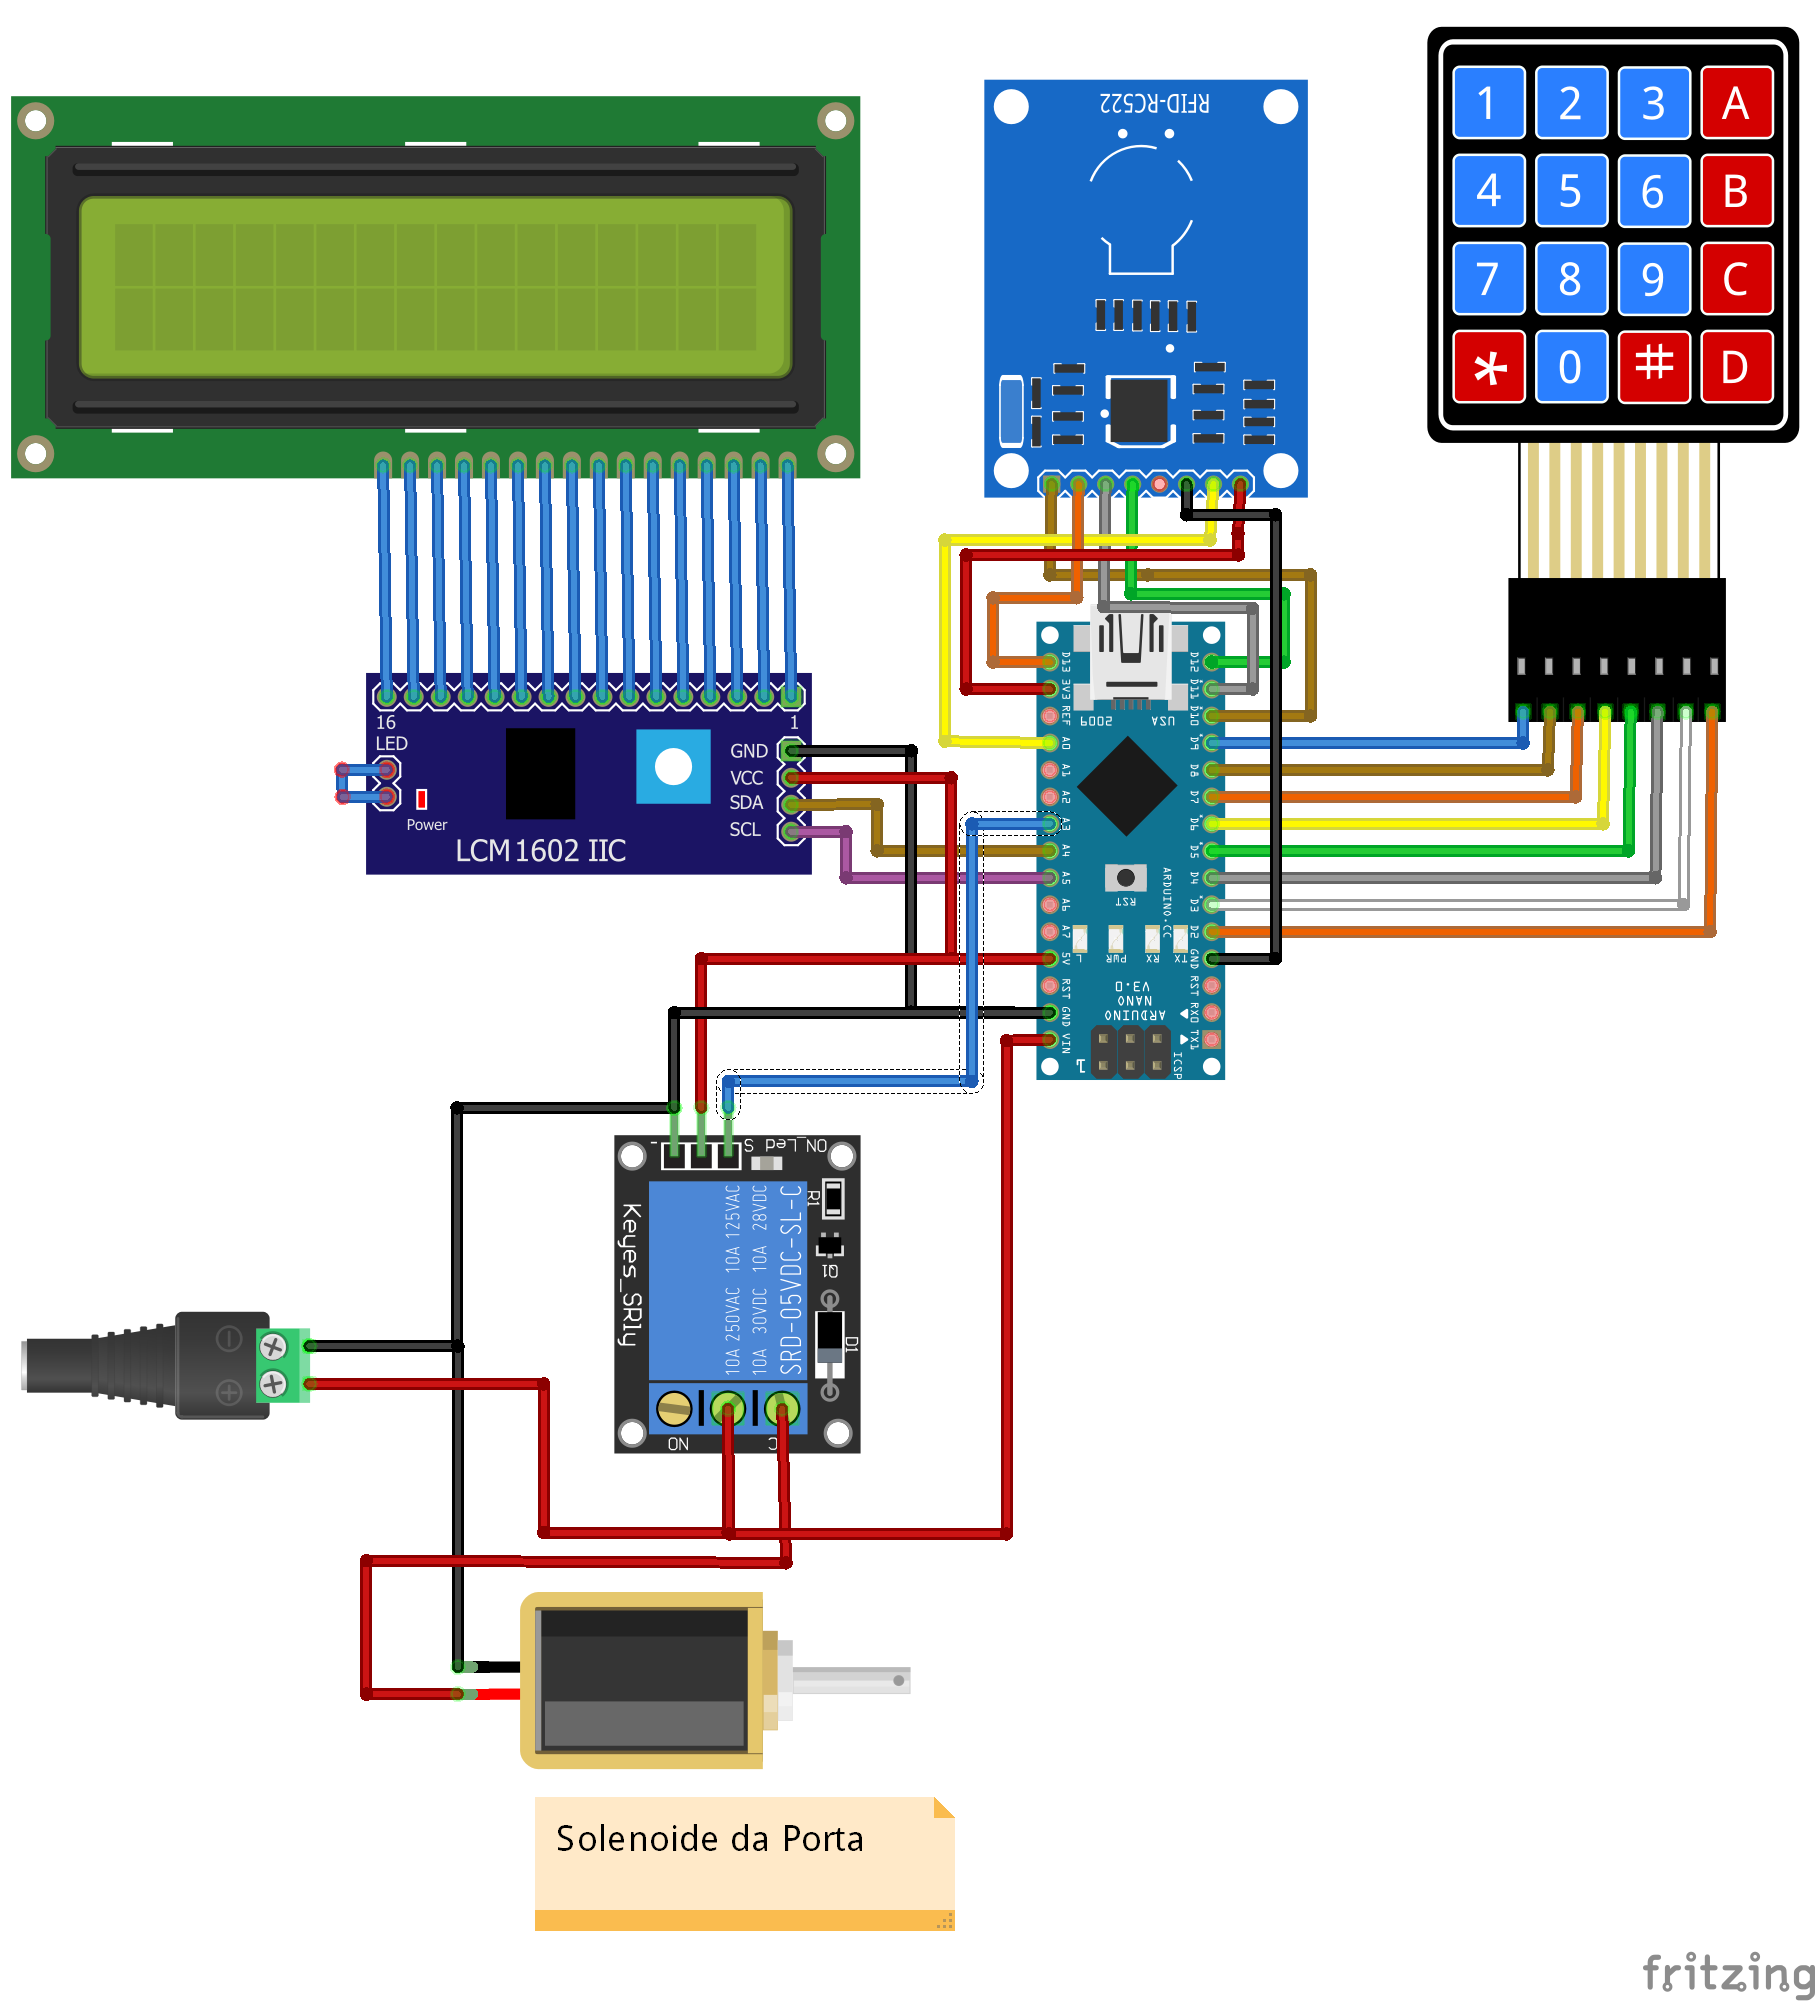 RFID-RC522
1 2 3 A
4 5 6 B
7 8 9 C
* 0 # D
16
1
LED
Power
LCM1602 IIC
GND
VCC
SDA
SCL
D13
3V3
REF
A0
A1
A2
A3
A4
A5
A6
A7
5V
RST
GND
VIN
D12
D11
D10
D9
D8
D7
D6
D5
D4
D3
D2
GND
RST
RX0
TX1
USA
2009
RST
ARDUINO.CC
L
PWR
RX
TX
ARDUINO
NANO
V3.0
1
ICSP
-
S
ON_Led
Keyes_SRly
10A 250VAC 10A 125VAC
10A 30VDC 10A 28VDC
SRD-05VDC-SL-C
R1
Q1
D1
NO
C
Solenoide da Porta
fritzing